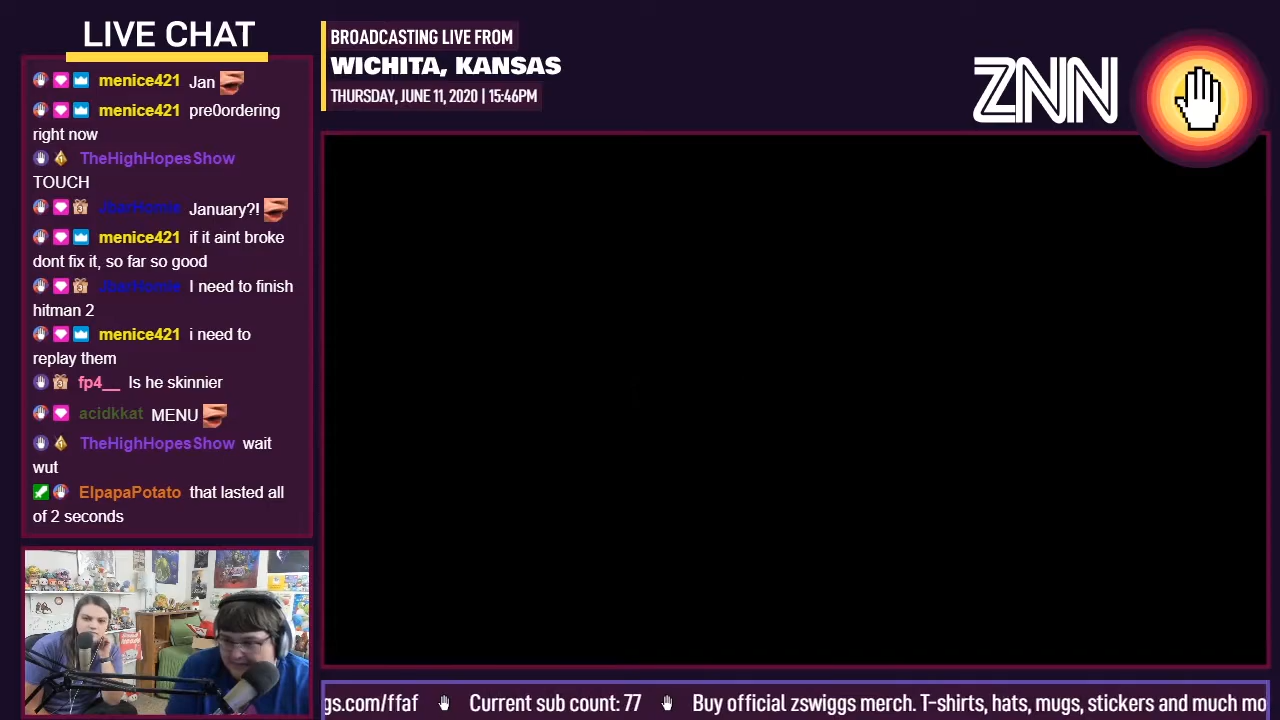 LIVE CHAT
menice421 Jan
menice421 pre0ordering
right now
TheHighHopesShow
TOUCH
January?!
menice421 if it aint broke
dont fix it, so far so good
I need to finish
hitman 2
menice421 i need to
replay them
fp4__ Is he skinnier
acidkkat MENU
TheHighHopesShow wait
wut
ElpapaPotato that lasted all
of 2 seconds
BROADCASTING LIVE FROM
WICHITA, KANSAS
THURSDAY, JUNE 11, 2020 | 15:46PM
ZNN
gs.com/ffaf Current sub count: 77 Buy official zswiggs merch. T-shirts, hats, mugs, stickers and much mo